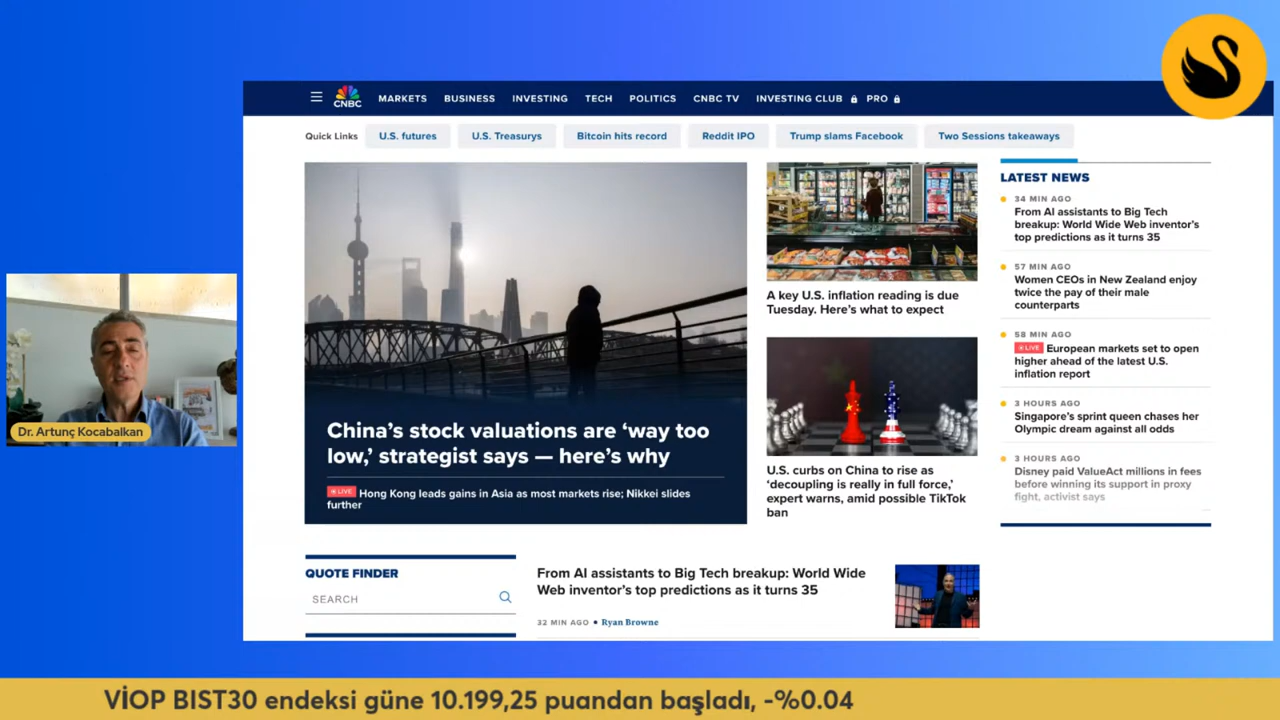 CNBC
MARKETS
BUSINESS
INVESTING
TECH
POLITICS
CNBC TV
INVESTING CLUB
PRO
Quick Links
U.S. futures
U.S. Treasurys
Bitcoin hits record
Reddit IPO
Trump slams Facebook
Two Sessions takeaways
China's stock valuations are ‘way too
low,’ strategist says — here's why
LIVE Hong Kong leads gains in Asia as most markets rise; Nikkei slides
further
A key U.S. inflation reading is due
Tuesday. Here's what to expect
U.S. curbs on China to rise as
‘decoupling is really in full force,’
expert warns, amid possible TikTok
ban
LATEST NEWS
34 MIN AGO
From AI assistants to Big Tech
breakup: World Wide Web inventor's
top predictions as it turns 35
57 MIN AGO
Women CEOs in New Zealand enjoy
twice the pay of their male
counterparts
58 MIN AGO
LIVE European markets set to open
higher ahead of the latest U.S.
inflation report
3 HOURS AGO
Singapore's sprint queen chases her
Olympic dream against all odds
3 HOURS AGO
Disney paid ValueAct millions in fees
before winning its support in proxy
fight, activist says
QUOTE FINDER
SEARCH
From AI assistants to Big Tech breakup: World Wide
Web inventor's top predictions as it turns 35
32 MIN AGO • Ryan Browne
Dr. Artunç Kocabalkan
VİOP BIST30 endeksi güne 10.199,25 puandan başladı, -%0.04